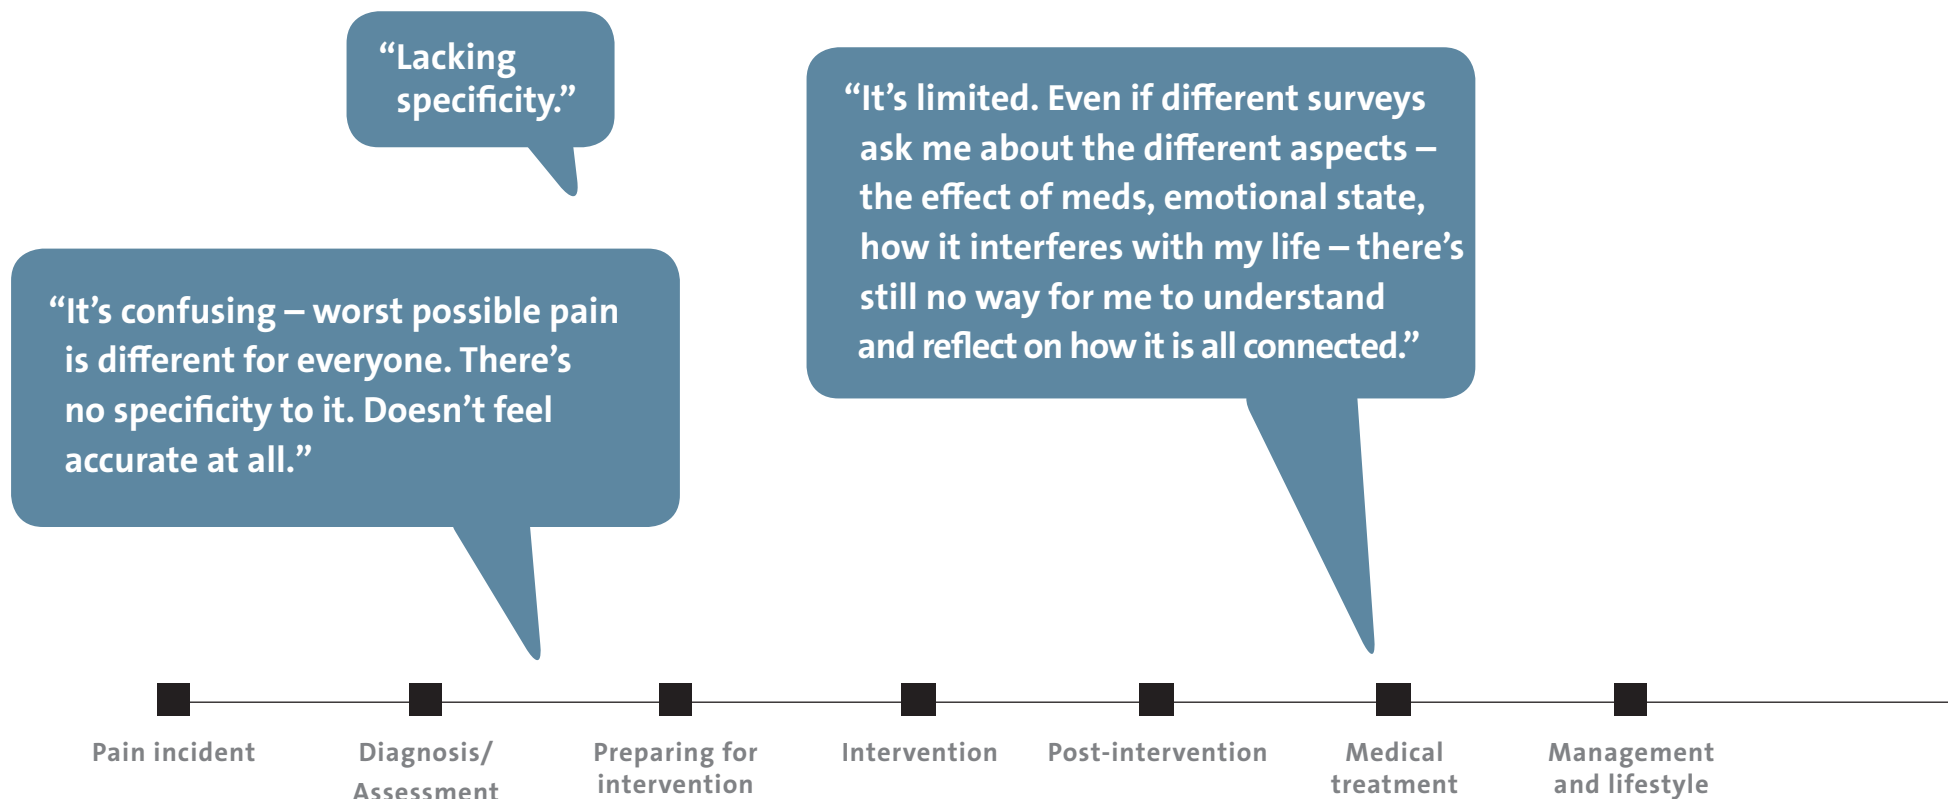 “Lacking
specificity.”
“It’s limited. Even if different surveys
ask me about the different aspects –
the effect of meds, emotional state,
how it interferes with my life – there’s
still no way for me to understand
and reflect on how it is all connected.”
“It’s confusing – worst possible pain
is different for everyone. There’s
no specificity to it. Doesn’t feel
accurate at all.”
Pain incident
Diagnosis/
Assessment
Preparing for
intervention
Intervention
Post-intervention
Medical
treatment
Management
and lifestyle